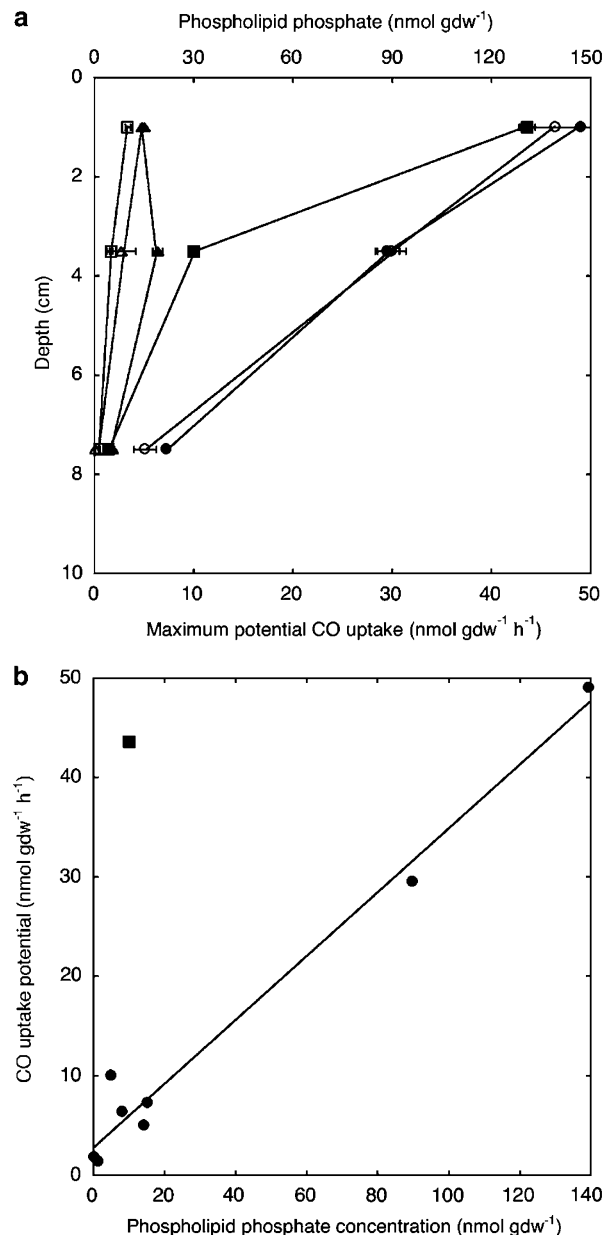 a
Phospholipid phosphate (nmol gdw⁻¹)
0 30 60 90 120 150
0
2
4
6
8
10
Depth (cm)
0 10 20 30 40 50
Maximum potential CO uptake (nmol gdw⁻¹ h⁻¹)
b
50
40
30
20
10
0
CO uptake potential (nmol gdw⁻¹ h⁻¹)
0 20 40 60 80 100 120 140
Phospholipid phosphate concentration (nmol gdw⁻¹)